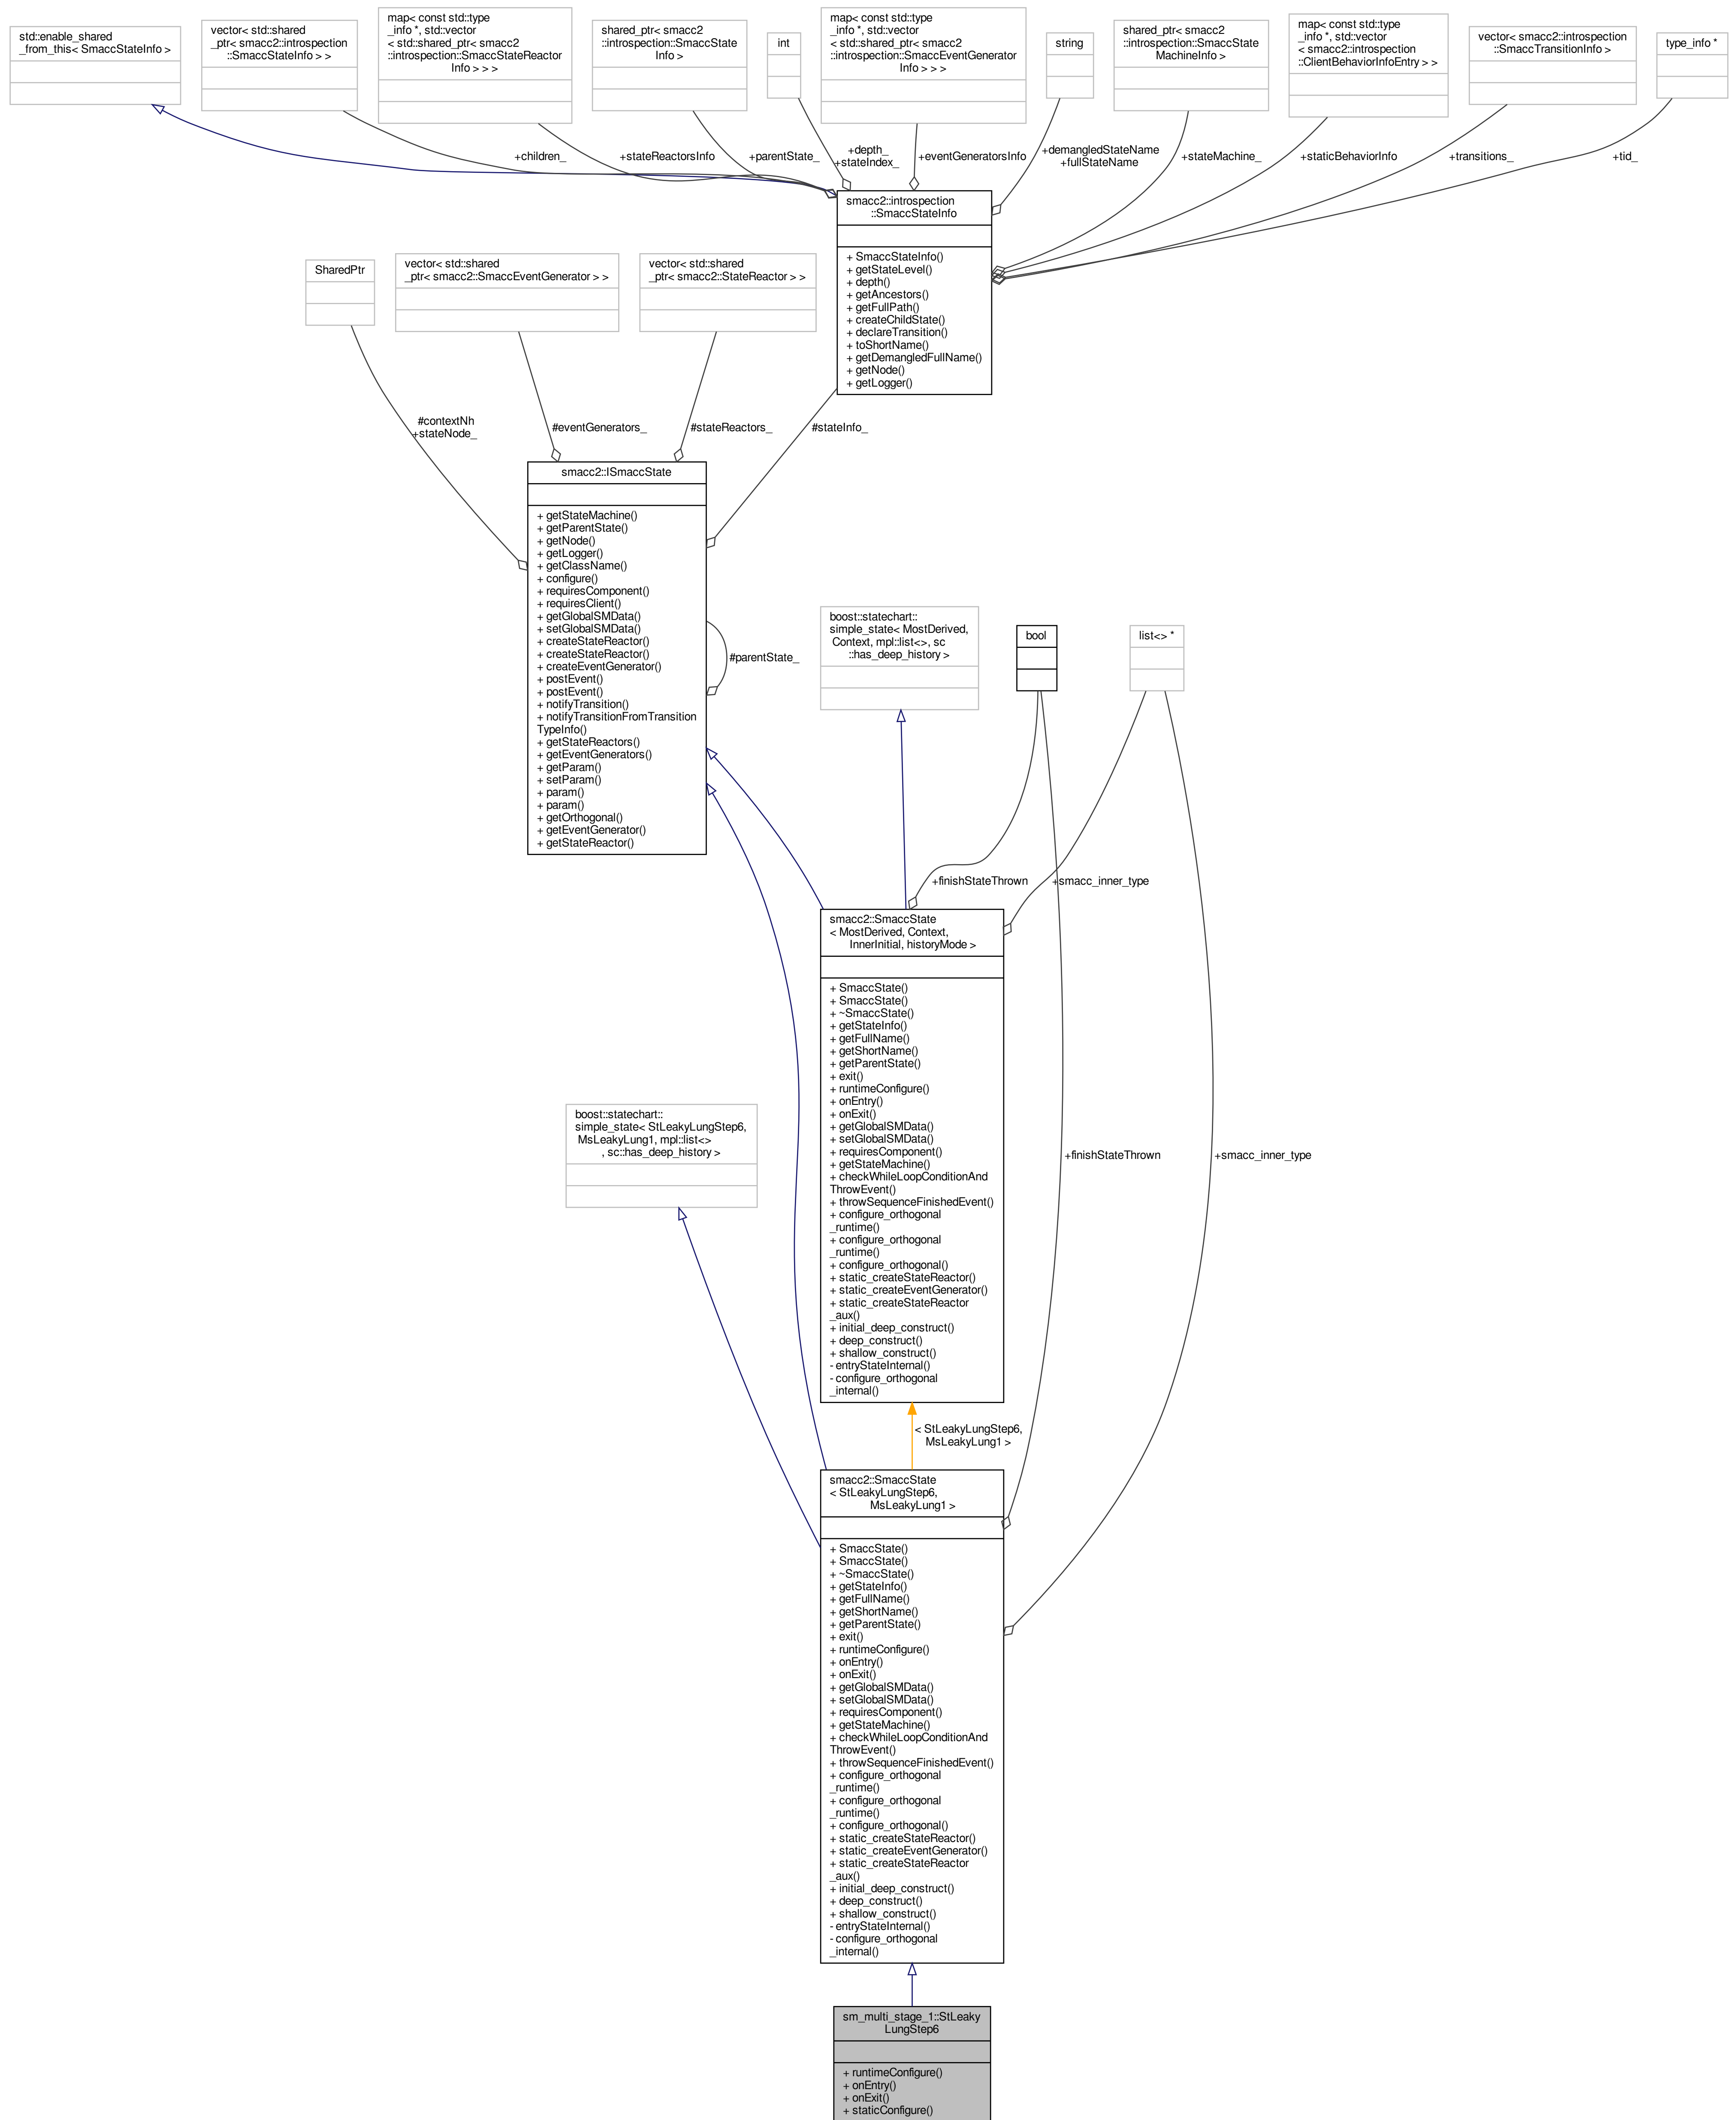 std::enable_shared
_from_this< SmaccStateInfo >
vector< std::shared
_ptr< smacc2::introspection
::SmaccStateInfo > >
map< const std::type
_info *, std::vector
< std::shared_ptr< smacc2
::introspection::SmaccStateReactor
Info > > >
shared_ptr< smacc2
::introspection::SmaccState
Info >
int
map< const std::type
_info *, std::vector
< std::shared_ptr< smacc2
::introspection::SmaccEventGenerator
Info > > >
string
shared_ptr< smacc2
::introspection::SmaccState
MachineInfo >
map< const std::type
_info *, std::vector
< smacc2::introspection
::ClientBehaviorInfoEntry > >
vector< smacc2::introspection
::SmaccTransitionInfo >
type_info *
+children_
+stateReactorsInfo
+parentState_
+depth_
+stateIndex_
+eventGeneratorsInfo
+demangledStateName
+fullStateName
+stateMachine_
+staticBehaviorInfo
+transitions_
+tid_
smacc2::introspection
::SmaccStateInfo
+ SmaccStateInfo()
+ getStateLevel()
+ depth()
+ getAncestors()
+ getFullPath()
+ createChildState()
+ declareTransition()
+ toShortName()
+ getDemangledFullName()
+ getNode()
+ getLogger()
SharedPtr
vector< std::shared
_ptr< smacc2::SmaccEventGenerator > >
vector< std::shared
_ptr< smacc2::StateReactor > >
#contextNh
+stateNode_
#eventGenerators_
#stateReactors_
#stateInfo_
smacc2::ISmaccState
+ getStateMachine()
+ getParentState()
+ getNode()
+ getLogger()
+ getClassName()
+ configure()
+ requiresComponent()
+ requiresClient()
+ getGlobalSMData()
+ setGlobalSMData()
+ createStateReactor()
+ createStateReactor()
+ createEventGenerator()
+ postEvent()
+ postEvent()
+ notifyTransition()
+ notifyTransitionFromTransition
TypeInfo()
+ getStateReactors()
+ getEventGenerators()
+ getParam()
+ setParam()
+ param()
+ param()
+ getOrthogonal()
+ getEventGenerator()
+ getStateReactor()
#parentState_
boost::statechart::
simple_state< MostDerived,
Context, mpl::list<>, sc
::has_deep_history >
bool
list<> *
+finishStateThrown
+smacc_inner_type
smacc2::SmaccState
< MostDerived, Context,
InnerInitial, historyMode >
+ SmaccState()
+ SmaccState()
+ ~SmaccState()
+ getStateInfo()
+ getFullName()
+ getShortName()
+ getParentState()
+ exit()
+ runtimeConfigure()
+ onEntry()
+ onExit()
+ getGlobalSMData()
+ setGlobalSMData()
+ requiresComponent()
+ getStateMachine()
+ checkWhileLoopConditionAnd
ThrowEvent()
+ throwSequenceFinishedEvent()
+ configure_orthogonal
_runtime()
+ configure_orthogonal
_runtime()
+ configure_orthogonal()
+ static_createStateReactor()
+ static_createEventGenerator()
+ static_createStateReactor
_aux()
+ initial_deep_construct()
+ deep_construct()
+ shallow_construct()
- entryStateInternal()
- configure_orthogonal
_internal()
boost::statechart::
simple_state< StLeakyLungStep6,
MsLeakyLung1, mpl::list<>
, sc::has_deep_history >
+finishStateThrown
+smacc_inner_type
< StLeakyLungStep6,
MsLeakyLung1 >
smacc2::SmaccState
< StLeakyLungStep6,
MsLeakyLung1 >
+ SmaccState()
+ SmaccState()
+ ~SmaccState()
+ getStateInfo()
+ getFullName()
+ getShortName()
+ getParentState()
+ exit()
+ runtimeConfigure()
+ onEntry()
+ onExit()
+ getGlobalSMData()
+ setGlobalSMData()
+ requiresComponent()
+ getStateMachine()
+ checkWhileLoopConditionAnd
ThrowEvent()
+ throwSequenceFinishedEvent()
+ configure_orthogonal
_runtime()
+ configure_orthogonal
_runtime()
+ configure_orthogonal()
+ static_createStateReactor()
+ static_createEventGenerator()
+ static_createStateReactor
_aux()
+ initial_deep_construct()
+ deep_construct()
+ shallow_construct()
- entryStateInternal()
- configure_orthogonal
_internal()
sm_multi_stage_1::StLeaky
LungStep6
+ runtimeConfigure()
+ onEntry()
+ onExit()
+ staticConfigure()